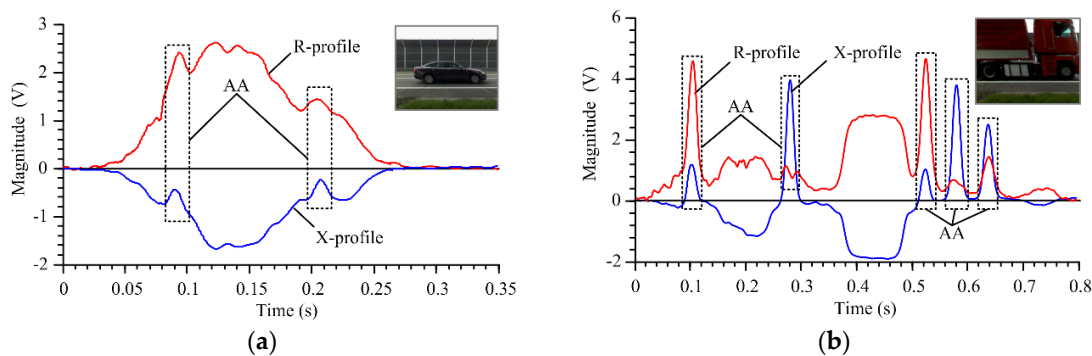 3
2
1
0
-1
-2
Magnitude (V)
R-profile
AA
X-profile
0
0.05
0.1
0.15
0.2
0.25
0.3
0.35
Time (s)
(a)
6
4
2
0
-2
Magnitude (V)
R-profile
X-profile
AA
AA
0
0.1
0.2
0.3
0.4
0.5
0.6
0.7
0.8
Time (s)
(b)